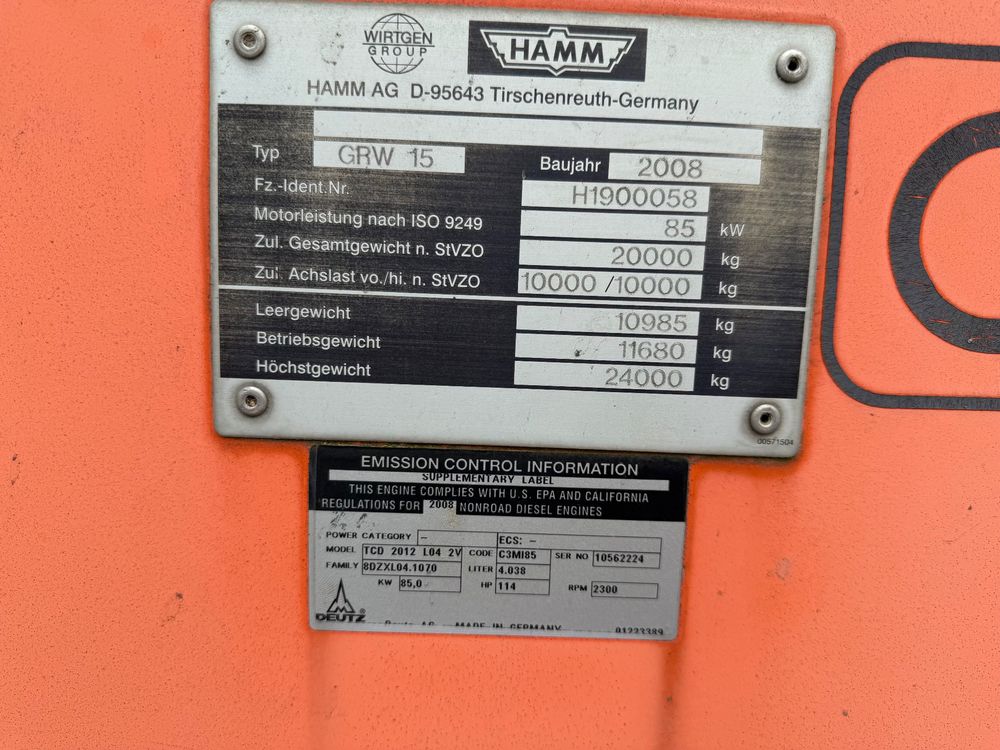 WIRTGEN
GROUP
HAMM
HAMM AG D-95643 Tirschenreuth-Germany
Typ GRW 15 Baujahr 2008
Fz.-Ident.Nr. H1900058
Motorleistung nach ISO 9249 85 kW
Zul. Gesamtgewicht n. StVZO 20000 kg
Zul. Achslast vo./hi. n. StVZO 10000 /10000 kg
Leergewicht 10985 kg
Betriebsgewicht 11680 kg
Höchstgewicht 24000 kg
00571504
EMISSION CONTROL INFORMATION
SUPPLEMENTARY LABEL
THIS ENGINE COMPLIES WITH U.S. EPA AND CALIFORNIA
REGULATIONS FOR 2008 NONROAD DIESEL ENGINES
POWER CATEGORY - ECS: -
MODEL TCD 2012 L04 2V CODE C3MI85 SER NO 10562224
FAMILY 8DZXL04.1070 LITER 4.038
KW 85,0 HP 114 RPM 2300
DEUTZ ®
Deutz AG MADE IN GERMANY 01223389